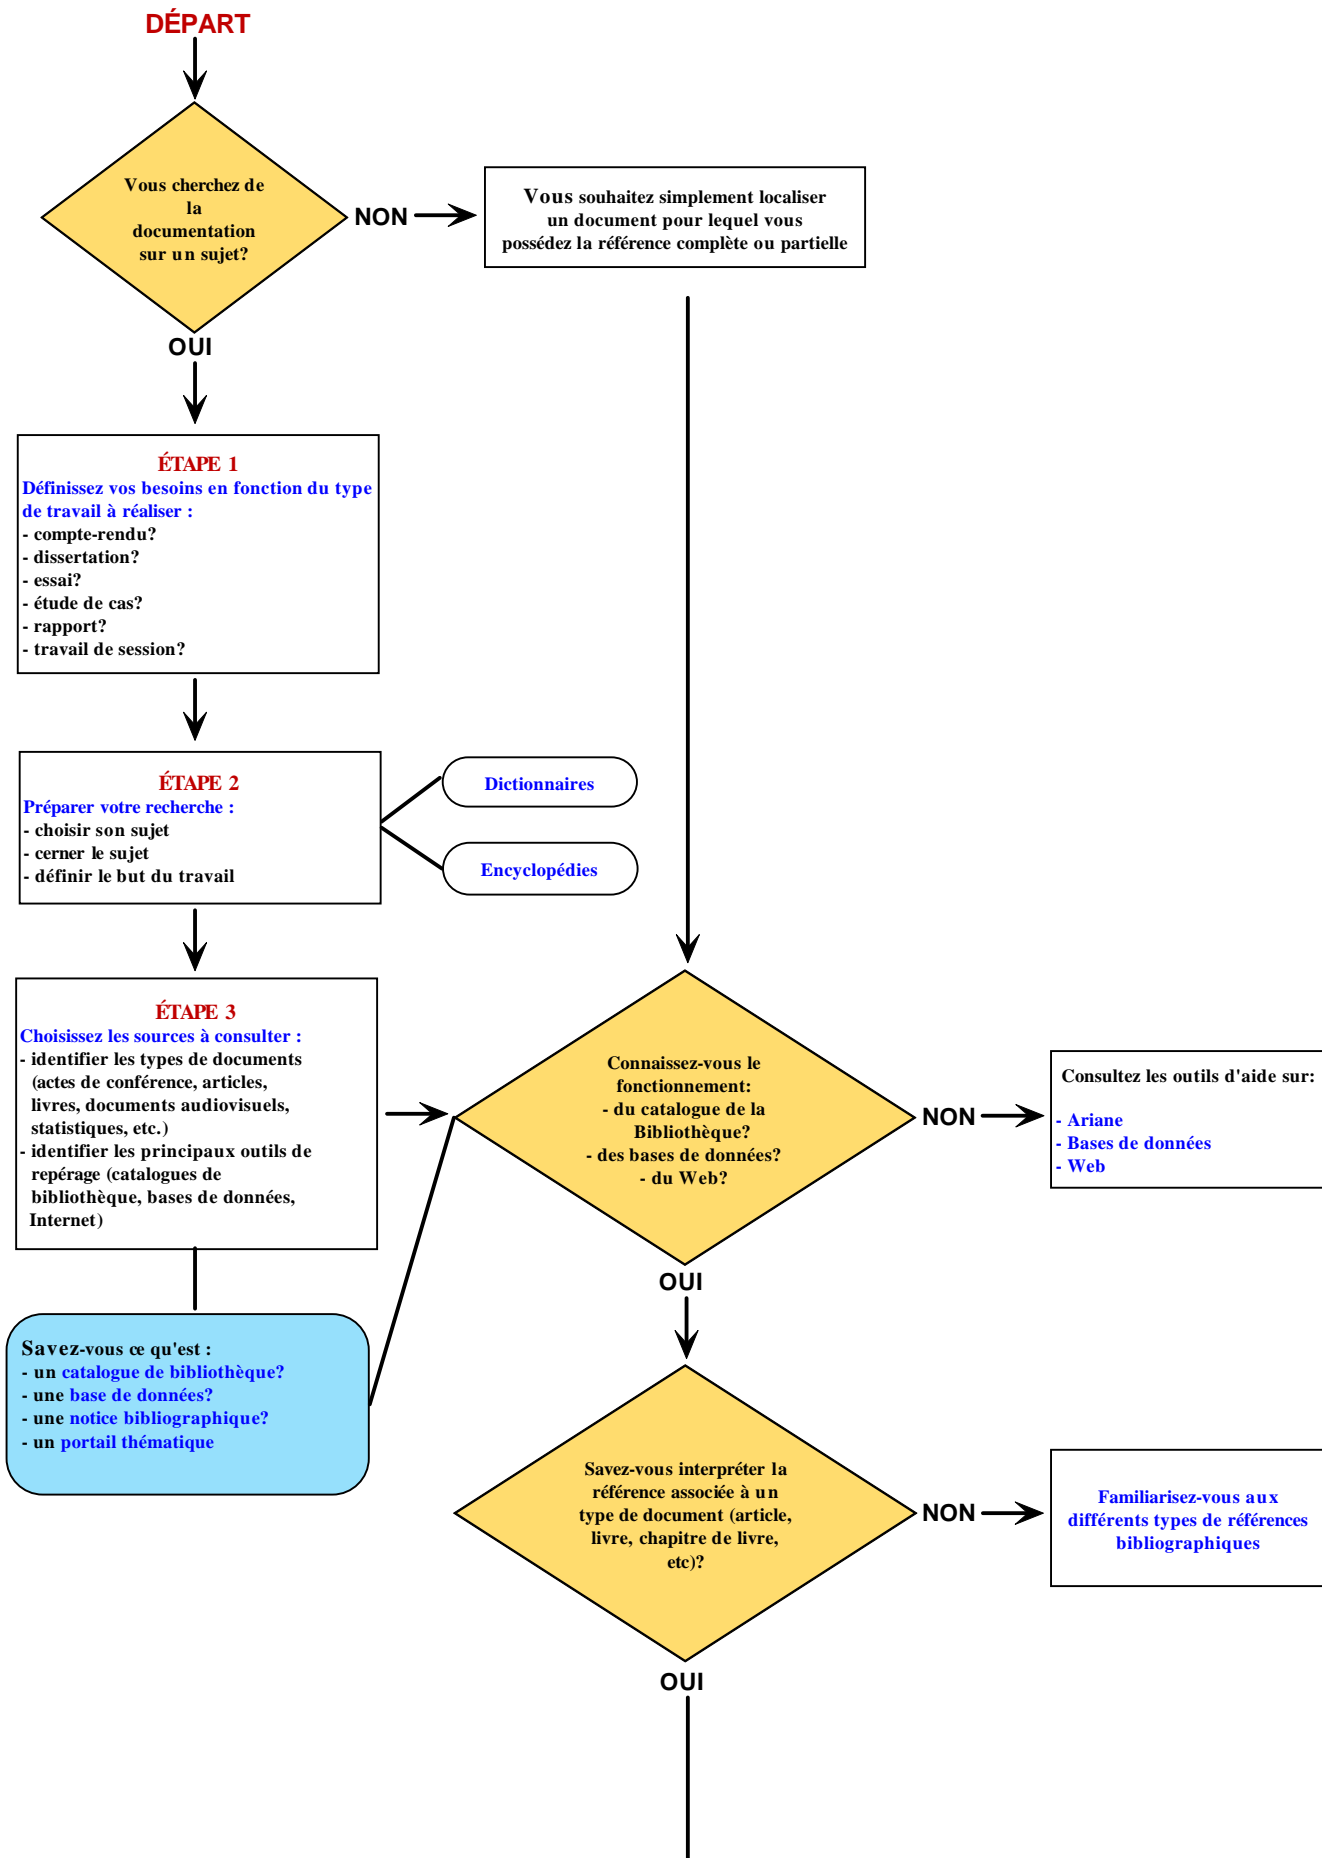 DÉPART
Vous cherchez de
la
documentation
sur un sujet?
NON
Vous souhaitez simplement localiser
un document pour lequel vous
possédez la référence complète ou partielle
OUI
ÉTAPE 1
Définissez vos besoins en fonction du type
de travail à réaliser :
- compte-rendu?
- dissertation?
- essai?
- étude de cas?
- rapport?
- travail de session?
ÉTAPE 2
Préparer votre recherche :
- choisir son sujet
- cerner le sujet
- définir le but du travail
Dictionnaires
Encyclopédies
ÉTAPE 3
Choisissez les sources à consulter :
- identifier les types de documents
(actes de conférence, articles,
livres, documents audiovisuels,
statistiques, etc.)
- identifier les principaux outils de
repérage (catalogues de
bibliothèque, bases de données,
Internet)
Savez-vous ce qu'est :
- un catalogue de bibliothèque?
- une base de données?
- une notice bibliographique?
- un portail thématique
Connaissez-vous le
fonctionnement:
- du catalogue de la
Bibliothèque?
- des bases de données?
- du Web?
NON
Consultez les outils d'aide sur:
- Ariane
- Bases de données
- Web
OUI
Savez-vous interpréter la
référence associée à un
type de document (article,
livre, chapitre de livre,
etc)?
NON
Familiarisez-vous aux
différents types de références
bibliographiques
OUI